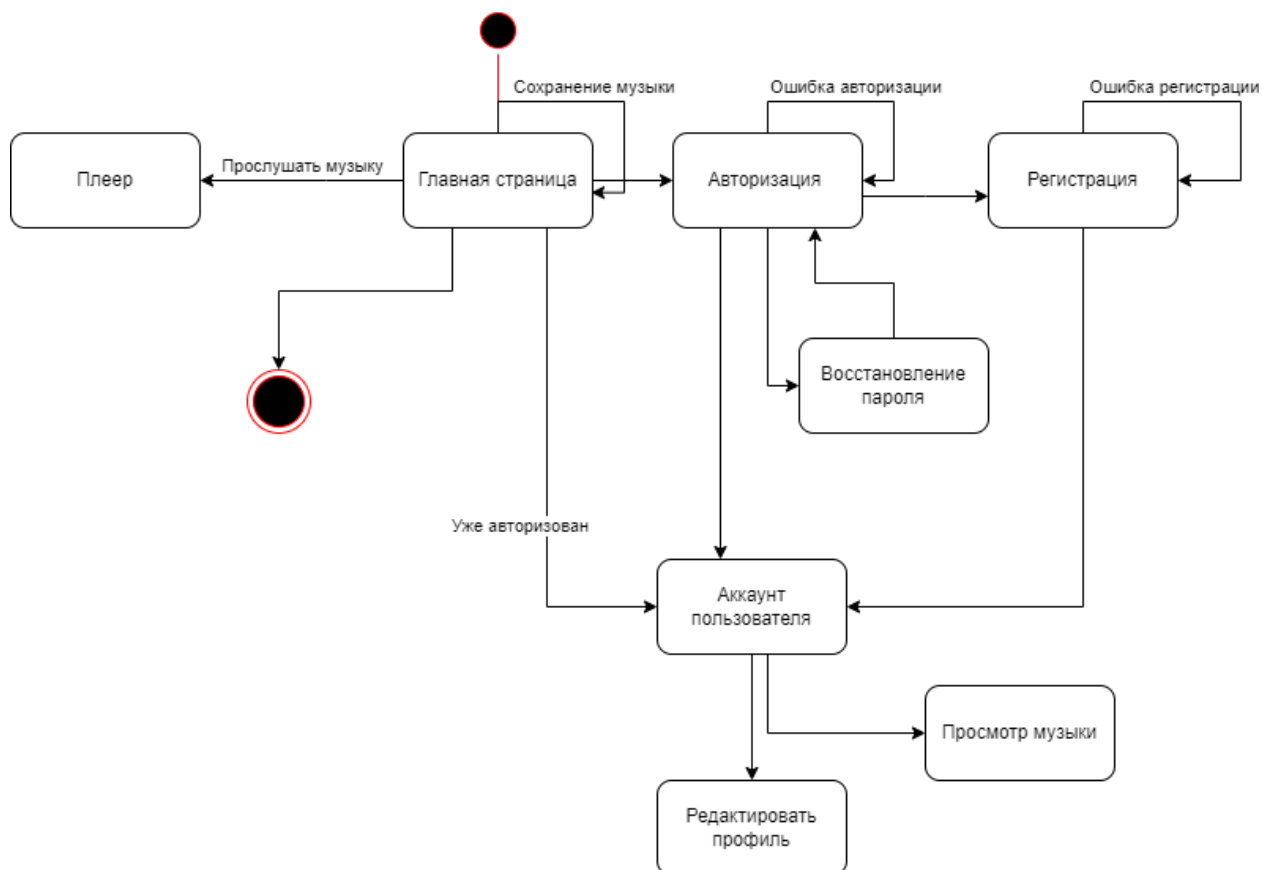 Сохранение музыки
Ошибка авторизации
Ошибка регистрации
Плеер
Прослушать музыку
Главная страница
Авторизация
Регистрация
Восстановление
пароля
Уже авторизован
Аккаунт
пользователя
Просмотр музыки
Редактировать
профиль